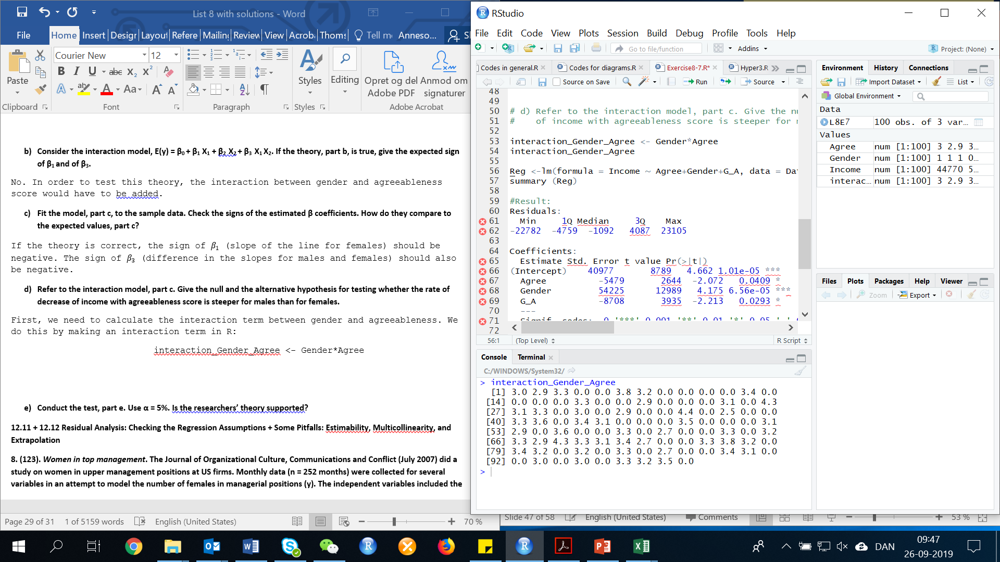 List 8 with solutions - Word
File Home Insert Desigr Layout Refere Mailing Review View Acrob Thoms Tell me Anneso...
Courier New 12
Paste
Styles
Editing
Opret og del Adobe PDF
Anmod om signaturer
Clipboard Font Paragraph Styles Adobe Acrobat
b) Consider the interaction model, E(y) = β₀ + β₁ X₁ + β₂ X₂ + β₃ X₁ X₂. If the theory, part b, is true, give the expected sign
of β₁ and of β₃.
No. In order to test this theory, the interaction between gender and agreeableness
score would have to be added.
c) Fit the model, part c, to the sample data. Check the signs of the estimated β coefficients. How do they compare to
the expected values, part c?
If the theory is correct, the sign of β₁ (slope of the line for females) should be
negative. The sign of β₃ (difference in the slopes for males and females) should also
be negative.
d) Refer to the interaction model, part c. Give the null and the alternative hypothesis for testing whether the rate of
decrease of income with agreeableness score is steeper for males than for females.
First, we need to calculate the interaction term between gender and agreeableness. We
do this by making an interaction term in R:
interaction_Gender_Agree <- Gender*Agree
e) Conduct the test, part e. Use α = 5%. Is the researchers’ theory supported?
12.11 + 12.12 Residual Analysis: Checking the Regression Assumptions + Some Pitfalls: Estimability, Multicollinearity, and
Extrapolation
8. (123). Women in top management. The Journal of Organizational Culture, Communications and Conflict (July 2007) did a
study on women in upper management positions at US firms. Monthly data (n = 252 months) were collected for several
variables in an attempt to model the number of females in managerial positions (y). The independent variables included the
Page 29 of 31 1 of 5159 words English (United States) 70 %
RStudio
File Edit Code View Plots Session Build Debug Profile Tools Help
Go to file/function Addins Project: (None)
Codes in general.R Codes for diagrams.R Exercise8-7.R* Hyper3.R
Source on Save Run Source
48
49
50 # d) Refer to the interaction model, part c. Give the nu
51 #    of income with agreeableness score is steeper for
52
53 interaction_Gender_Agree <- Gender*Agree
54 interaction_Gender_Agree
55
56 Reg <-lm(formula = Income ~ Agree+Gender+G_A, data = Da
57 summary (Reg)
58
59 #Result:
60 Residuals:
61 Min 1Q Median 3Q Max
62 -22782 -4759 -1092 4087 23105
63
64 Coefficients:
65 Estimate Std. Error t value Pr(>|t|)
66 (Intercept) 40977 8789 4.662 1.01e-05 ***
67 Agree -5479 2644 -2.072 0.0409 *
68 Gender 54225 12989 4.175 6.56e-05 ***
69 G_A -8708 3935 -2.213 0.0293 *
70 ---
71 Signif. codes: 0 '***' 0.001 '**' 0.01 '*' 0.05 '.'
72
56:1 (Top Level) R Script
Console Terminal
C:/WINDOWS/System32/
> interaction_Gender_Agree
[1] 3.0 2.9 3.3 0.0 0.0 3.8 3.2 0.0 0.0 0.0 0.0 3.4 0.0
[14] 0.0 0.0 0.0 3.3 0.0 0.0 2.9 0.0 0.0 0.0 3.1 0.0 4.3
[27] 3.1 3.3 0.0 3.0 0.0 2.9 0.0 0.0 4.4 0.0 2.5 0.0 0.0
[40] 3.3 3.6 0.0 3.4 3.1 0.0 0.0 0.0 3.5 0.0 0.0 0.0 3.1
[53] 2.9 0.0 3.6 0.0 0.0 3.3 0.0 2.7 0.0 0.0 3.3 0.0 3.2
[66] 3.3 2.9 4.3 3.3 3.1 3.4 2.7 0.0 0.0 3.3 3.8 3.2 0.0
[79] 3.4 3.2 0.0 3.2 0.0 3.3 0.0 2.7 0.0 0.0 3.4 3.1 0.0
[92] 0.0 3.0 0.0 3.0 0.0 3.3 3.2 3.5 0.0
>
Environment History Connections
Import Dataset List
Global Environment
Data
L8E7 100 obs. of 3 var...
Values
Agree num [1:100] 3 2.9 3...
Gender num [1:100] 1 1 1 0...
Income num [1:100] 44770 5...
interac... num [1:100] 3 2.9 3...
Files Plots Packages Help Viewer
Zoom Export
Slide 47 of 58 English (United States) Comments 53 %
DAN
09:47
26-09-2019